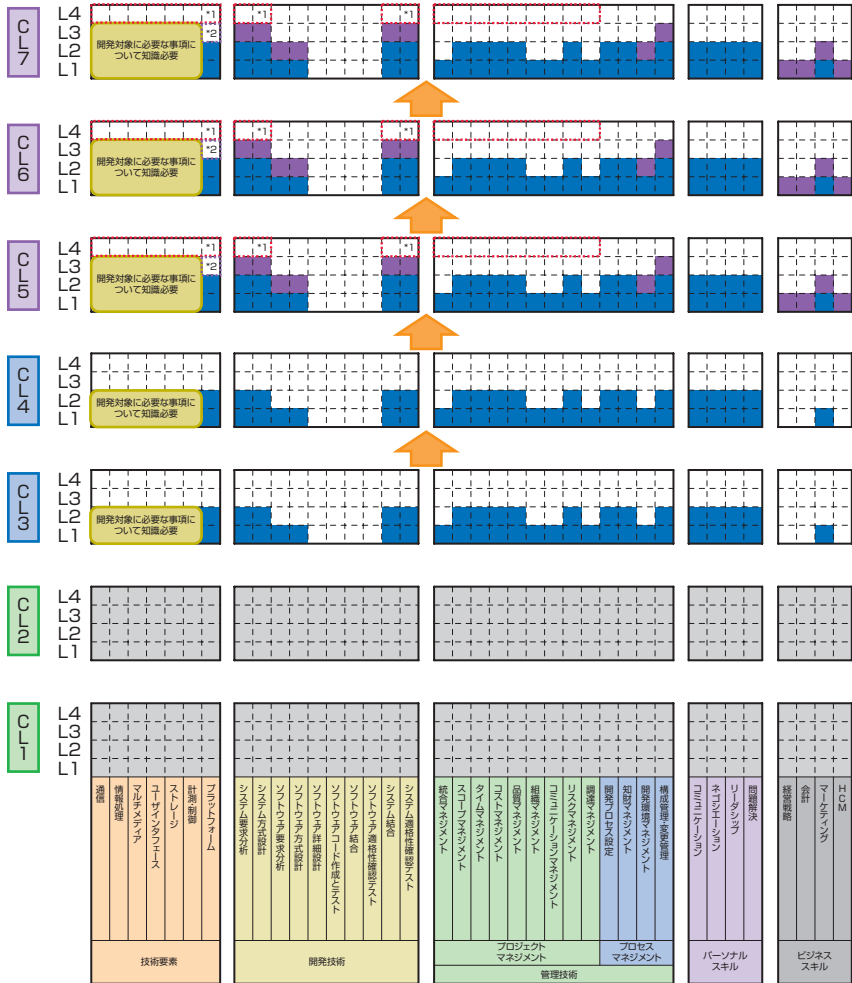 CL7
L4
L3
L2
L1
*1
*2
開発対象に必要な事項に
ついて知識必要
*1
*1
CL6
L4
L3
L2
L1
*1
*2
開発対象に必要な事項に
ついて知識必要
*1
*1
CL5
L4
L3
L2
L1
*1
*2
開発対象に必要な事項に
ついて知識必要
*1
*1
CL4
L4
L3
L2
L1
開発対象に必要な事項に
ついて知識必要
CL3
L4
L3
L2
L1
開発対象に必要な事項に
ついて知識必要
CL2
L4
L3
L2
L1
CL1
L4
L3
L2
L1
通信
情報処理
マルチメディア
ユーザインタフェース
ストレージ
計測・制御
プラットフォーム
技術要素
システム要求分析
システム方式設計
ソフトウェア要求分析
ソフトウェア方式設計
ソフトウェア詳細設計
ソフトウェアコード作成とテスト
ソフトウェア結合
ソフトウェア適格性確認テスト
システム結合
システム適格性確認テスト
開発技術
統合マネジメント
スコープマネジメント
タイムマネジメント
コストマネジメント
品質マネジメント
組織マネジメント
コミュニケーションマネジメント
リスクマネジメント
調達マネジメント
開発プロセス設定
知財マネジメント
開発環境マネジメント
構成管理・変更管理
プロジェクト
マネジメント
プロセス
マネジメント
管理技術
コミュニケーション
ネゴシエーション
リーダシップ
問題解決
パーソナル
スキル
経営戦略
会計
マーケティング
HCM
ビジネス
スキル